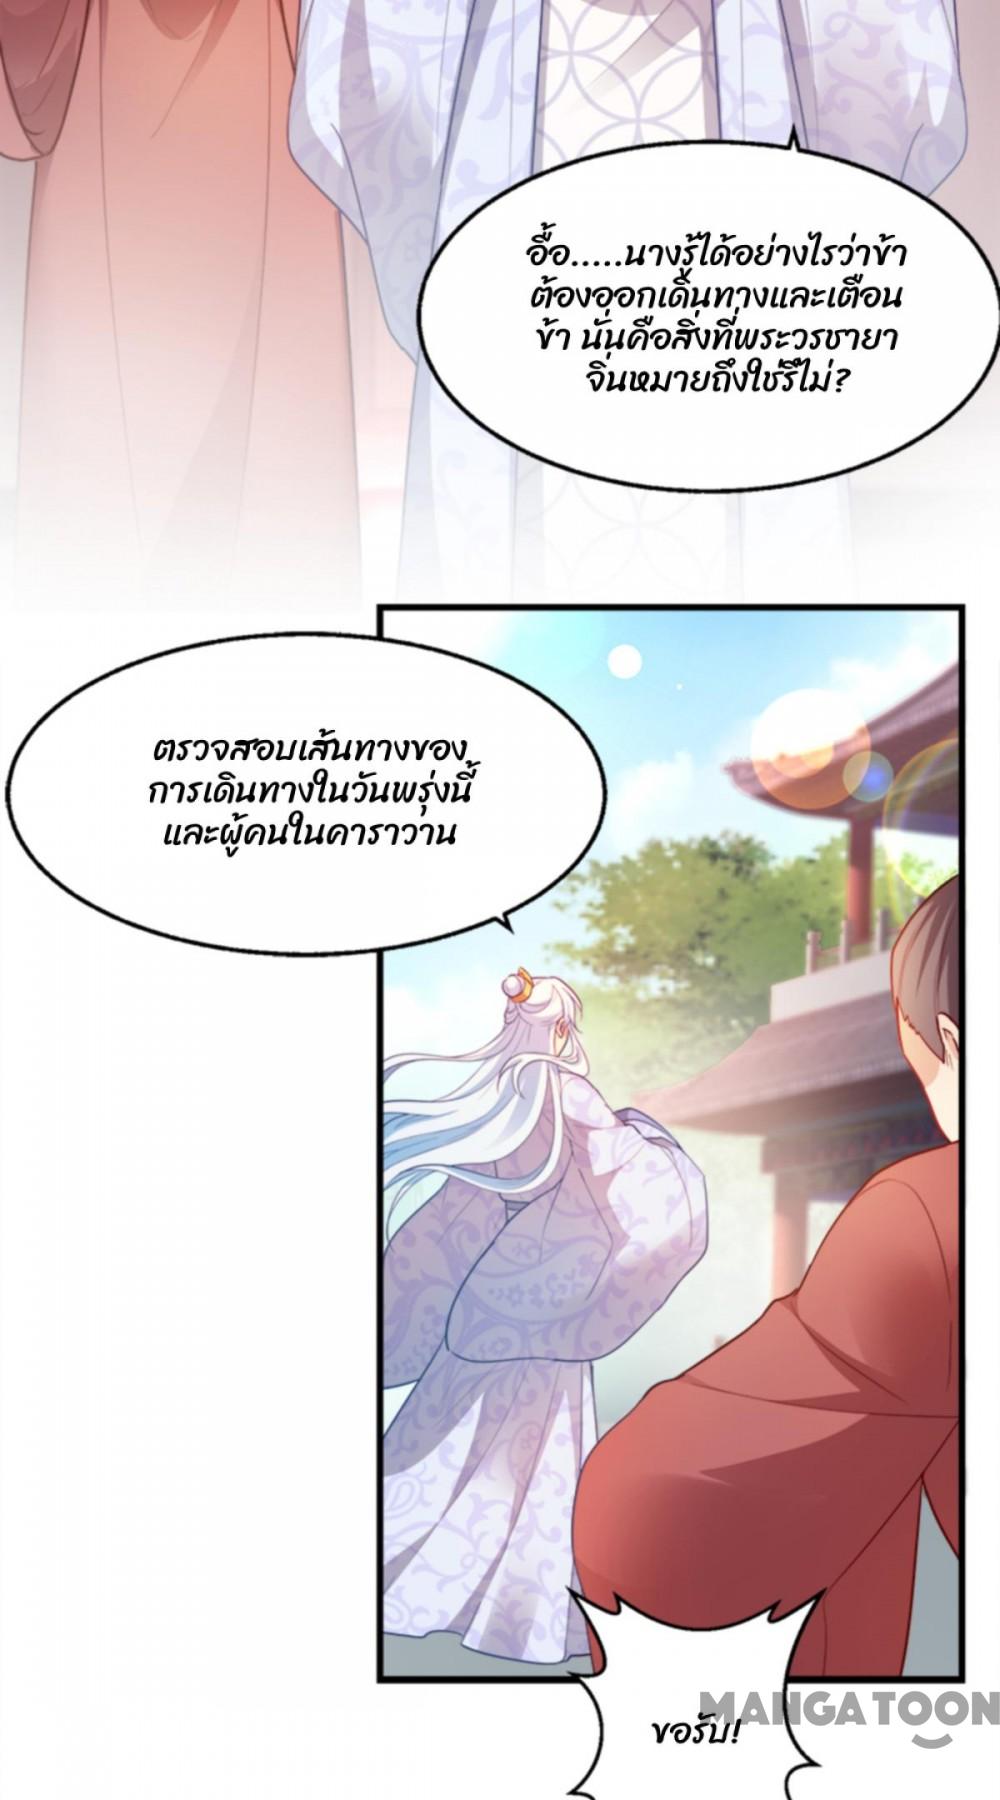 อื้อ.....นางรู้ได้อย่างไรว่าข้า
ต้องออกเดินทางและเตือน
ข้า นั่นคือสิ่งที่พระวรชายา
จิ่นหมายถึงใช่รึไม่?
ตรวจสอบเส้นทางของ
การเดินทางในวันพรุ่งนี้
และผู้คนในคาราวาน
ขอรับ!
MANGATOON